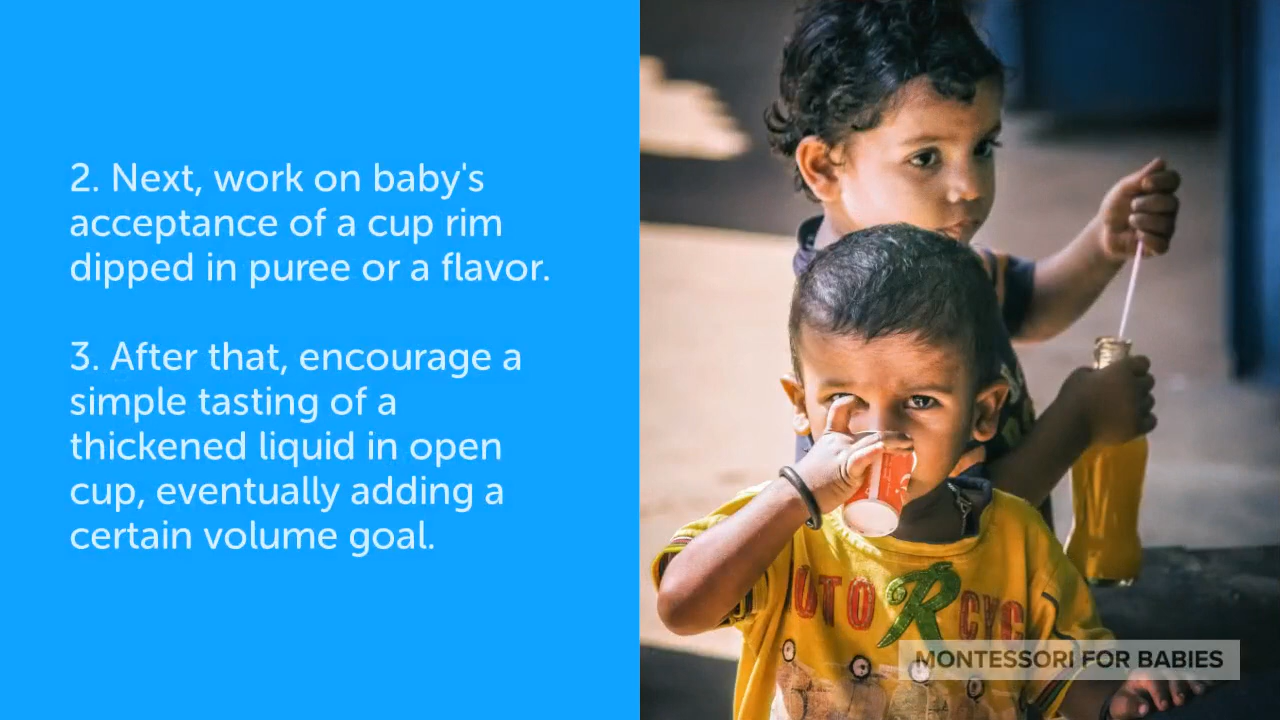 2. Next, work on baby's
acceptance of a cup rim
dipped in puree or a flavor.
3. After that, encourage a
simple tasting of a
thickened liquid in open
cup, eventually adding a
certain volume goal.
R
MONTESSORI FOR BABIES